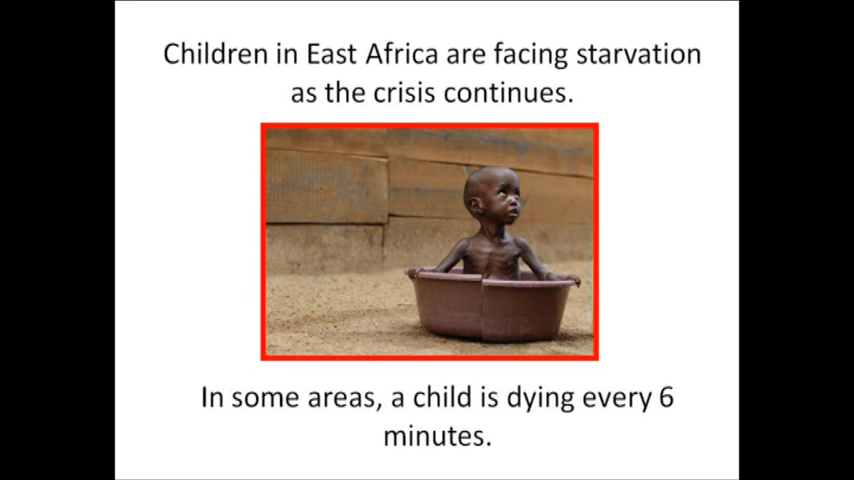 Children in East Africa are facing starvation
as the crisis continues.
In some areas, a child is dying every 6
minutes.